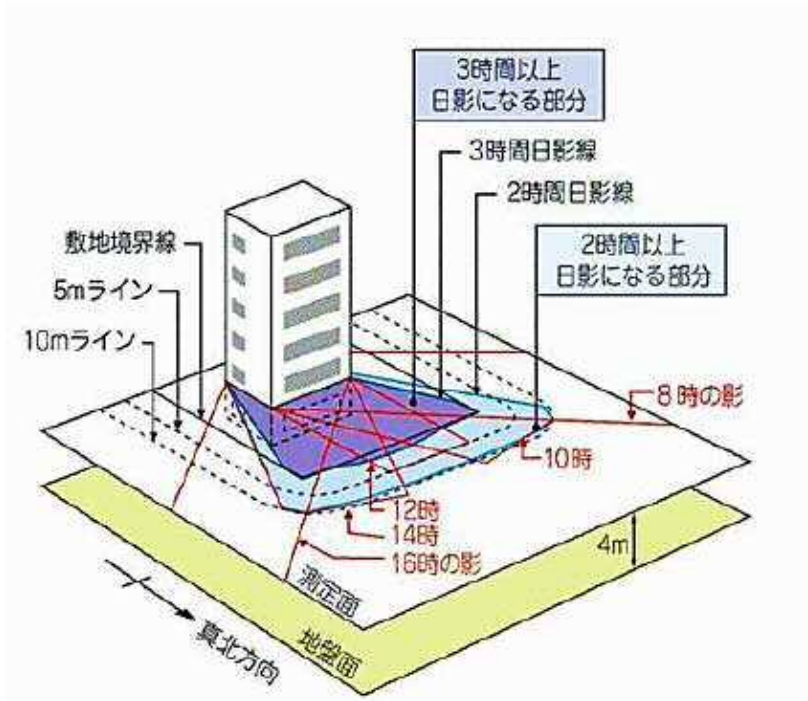 3時間以上
日影になる部分
3時間日影線
2時間日影線
敷地境界線
2時間以上
日影になる部分
5mライン
10mライン
8時の影
10時
12時
14時
16時の影
4m
測定面
地盤面
真北方向